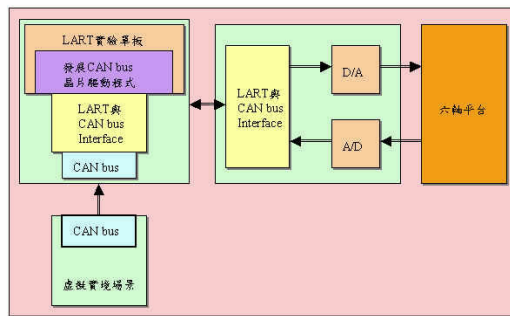 LART實驗單板
發展CAN bus
晶片驅動程式
LART與
CAN bus
Interface
CAN bus
LART與
CAN bus
Interface
D/A
A/D
六軸平台
CAN bus
虛擬實境場景